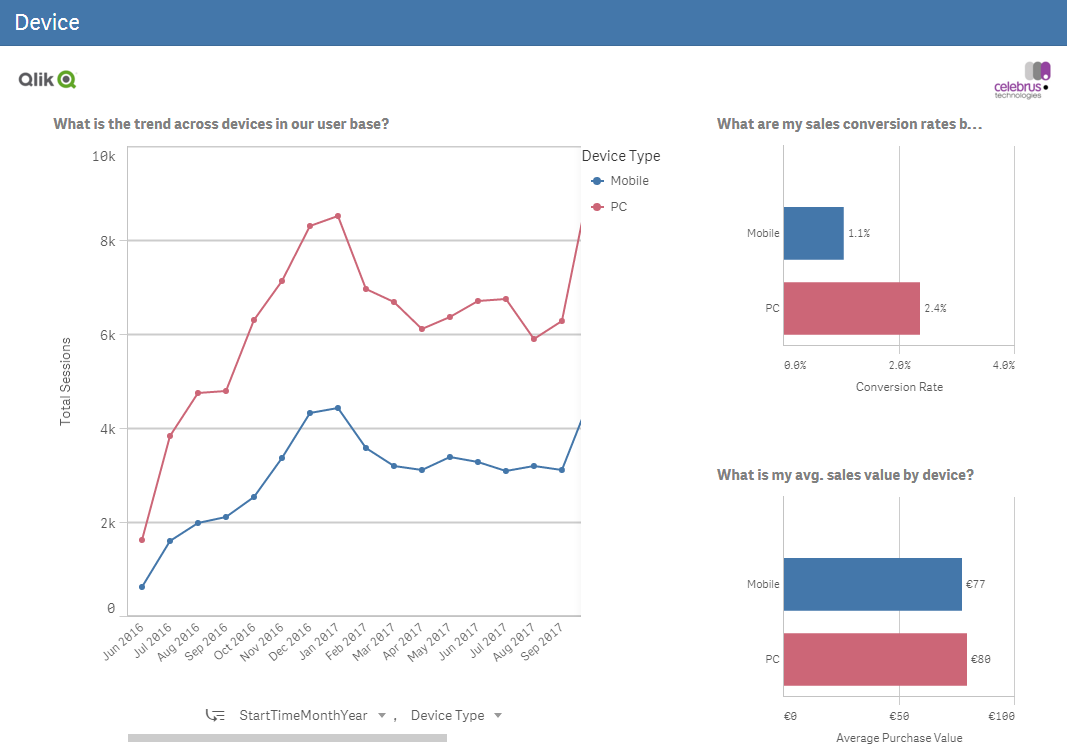 Device
Qlik
celebrus
technologies
What is the trend across devices in our user base?
10k
8k
6k
4k
2k
0
Total Sessions
Jun 2016
Jul 2016
Aug 2016
Sep 2016
Oct 2016
Nov 2016
Dec 2016
Jan 2017
Feb 2017
Mar 2017
Apr 2017
May 2017
Jun 2017
Jul 2017
Aug 2017
Sep 2017
StartTimeMonthYear , Device Type
Device Type
Mobile
PC
What are my sales conversion rates b...
Mobile 1.1%
PC 2.4%
0.0% 2.0% 4.0%
Conversion Rate
What is my avg. sales value by device?
Mobile €77
PC €80
€0 €50 €100
Average Purchase Value